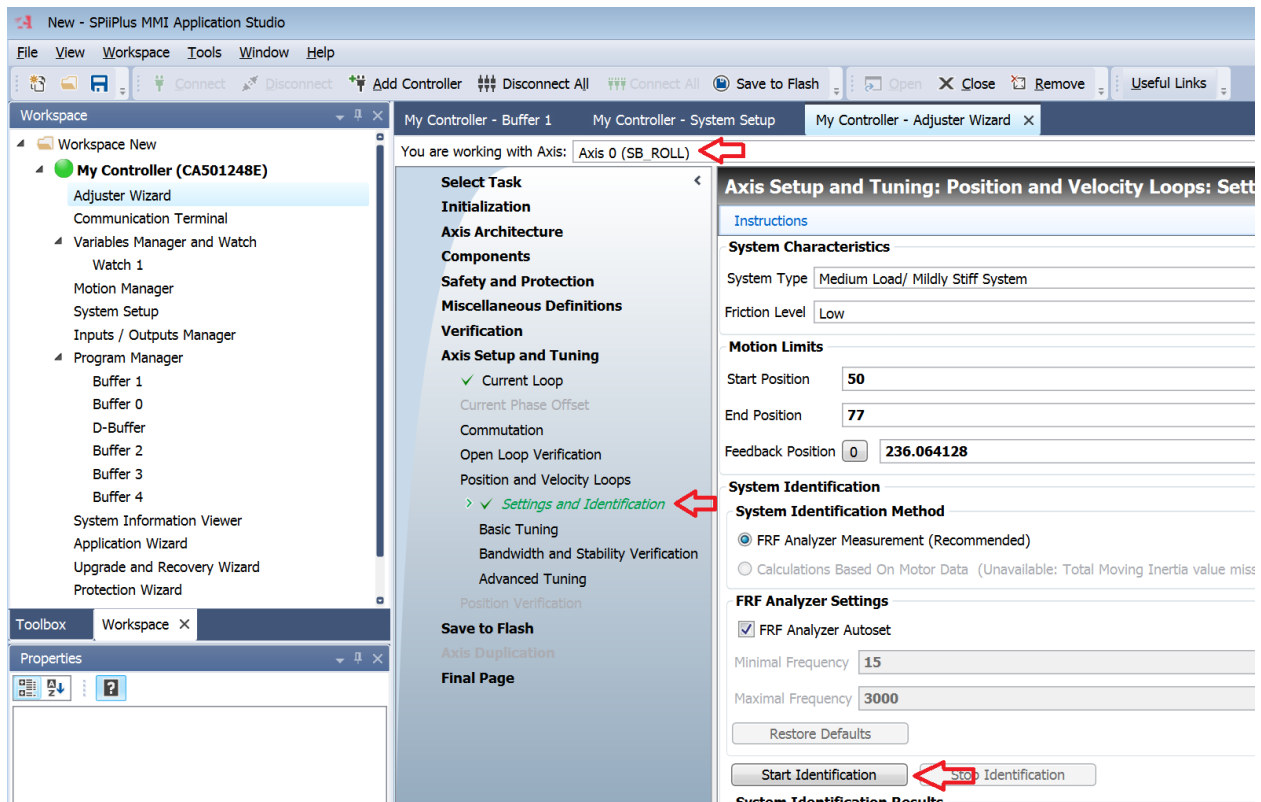 New - SPiiPlus MMI Application Studio
File View Workspace Tools Window Help
Connect Disconnect Add Controller Disconnect All Connect All Save to Flash Open Close Remove Useful Links
Workspace
Workspace New
My Controller (CA501248E)
Adjuster Wizard
Communication Terminal
Variables Manager and Watch
Watch 1
Motion Manager
System Setup
Inputs / Outputs Manager
Program Manager
Buffer 1
Buffer 0
D-Buffer
Buffer 2
Buffer 3
Buffer 4
System Information Viewer
Application Wizard
Upgrade and Recovery Wizard
Protection Wizard
Toolbox Workspace
Properties
My Controller - Buffer 1 My Controller - System Setup My Controller - Adjuster Wizard
You are working with Axis: Axis 0 (SB_ROLL)
Select Task
Initialization
Axis Architecture
Components
Safety and Protection
Miscellaneous Definitions
Verification
Axis Setup and Tuning
Current Loop
Current Phase Offset
Commutation
Open Loop Verification
Position and Velocity Loops
Settings and Identification
Basic Tuning
Bandwidth and Stability Verification
Advanced Tuning
Position Verification
Save to Flash
Axis Duplication
Final Page
Axis Setup and Tuning: Position and Velocity Loops: Sett
Instructions
System Characteristics
System Type Medium Load/ Mildly Stiff System
Friction Level Low
Motion Limits
Start Position 50
End Position 77
Feedback Position 0 236.064128
System Identification
System Identification Method
FRF Analyzer Measurement (Recommended)
Calculations Based On Motor Data (Unavailable: Total Moving Inertia value miss
FRF Analyzer Settings
FRF Analyzer Autoset
Minimal Frequency 15
Maximal Frequency 3000
Restore Defaults
Start Identification Stop Identification
System Identification Results